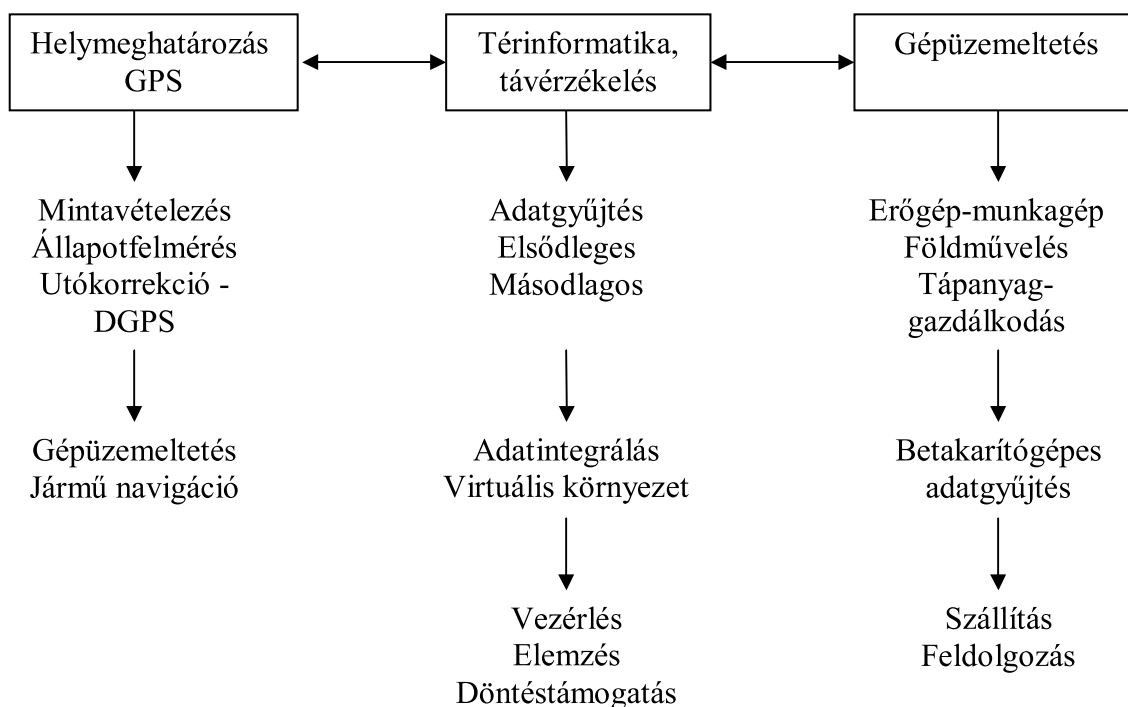 Helymeghatározás
GPS
Térinformatika,
távérzékelés
Gépüzemeltetés
Mintavételezés
Állapotfelmérés
Utókorrekció -
DGPS
Adatgyűjtés
Elsődleges
Másodlagos
Erőgép-munkagép
Földművelés
Tápanyag-
gazdálkodás
Gépüzemeltetés
Jármű navigáció
Adatintegrálás
Virtuális környezet
Betakarítógépes
adatgyűjtés
Vezérlés
Elemzés
Döntéstámogatás
Szállítás
Feldolgozás